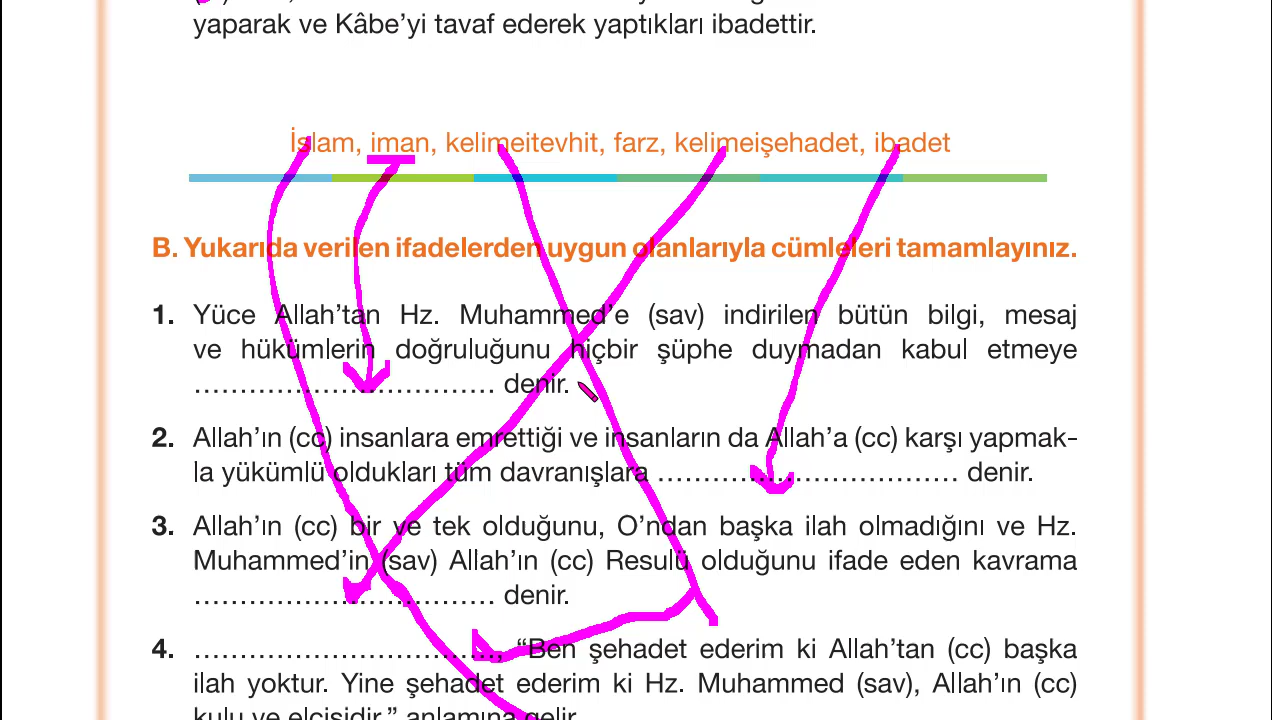 yaparak ve Kâbe’yi tavaf ederek yaptıkları ibadettir.
İslam, iman, kelimeitevhit, farz, kelimeişehadet, ibadet
B. Yukarıda verilen ifadelerden uygun olanlarıyla cümleleri tamamlayınız.
1. Yüce Allah’tan Hz. Muhammed’e (sav) indirilen bütün bilgi, mesaj
ve hükümlerin doğruluğunu hiçbir şüphe duymadan kabul etmeye
................................. denir.
2. Allah’ın (cc) insanlara emrettiği ve insanların da Allah’a (cc) karşı yapmak-
la yükümlü oldukları tüm davranışlara ................................. denir.
3. Allah’ın (cc) bir ve tek olduğunu, O’ndan başka ilah olmadığını ve Hz.
Muhammed’in (sav) Allah’ın (cc) Resulü olduğunu ifade eden kavrama
................................. denir.
4. ................................., “Ben şehadet ederim ki Allah’tan (cc) başka
ilah yoktur. Yine şehadet ederim ki Hz. Muhammed (sav), Allah’ın (cc)
kulu ve elçisidir.” anlamına gelir.